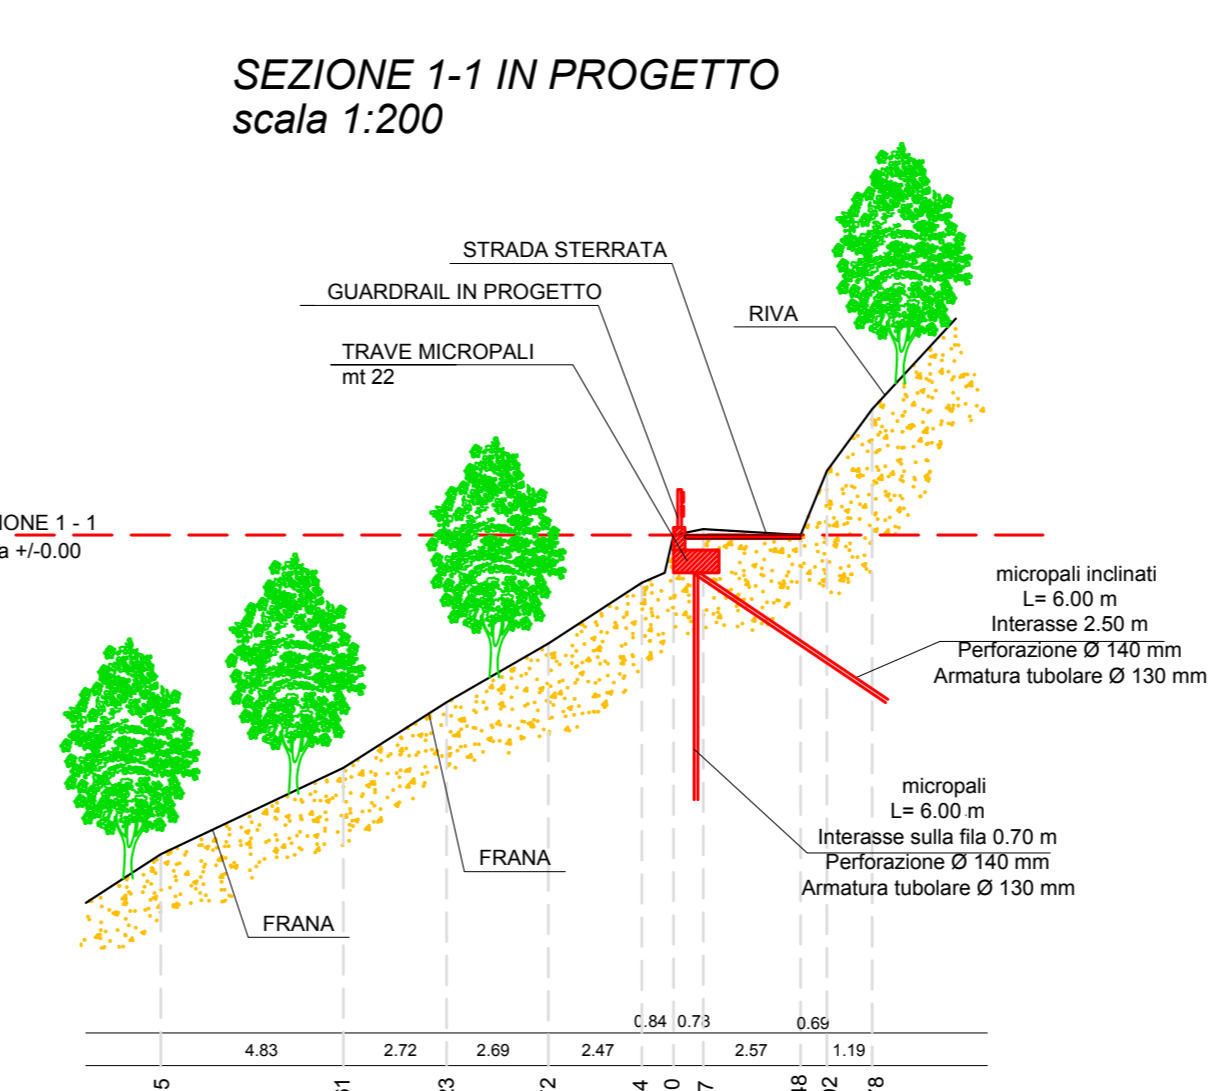 SEZIONE 1-1 IN PROGETTO
scala 1:200
STRADA STERRATA
GUARDRAIL IN PROGETTO
RIVA
TRAVE MICROPALI
mt 22
IONE 1 - 1
a +/-0.00
micropali inclinati
L= 6.00 m
Interasse 2.50 m
Perforazione Ø 140 mm
Armatura tubolare Ø 130 mm
micropali
L= 6.00 m
Interasse sulla fila 0.70 m
Perforazione Ø 140 mm
Armatura tubolare Ø 130 mm
FRANA
FRANA
0.84 0.78 0.69
4.83 2.72 2.69 2.47 2.57 1.19